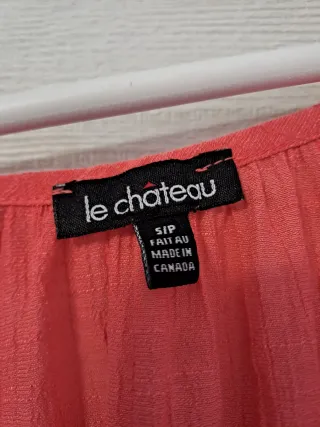 le château
S/P
FAIT AU
MADE IN
CANADA